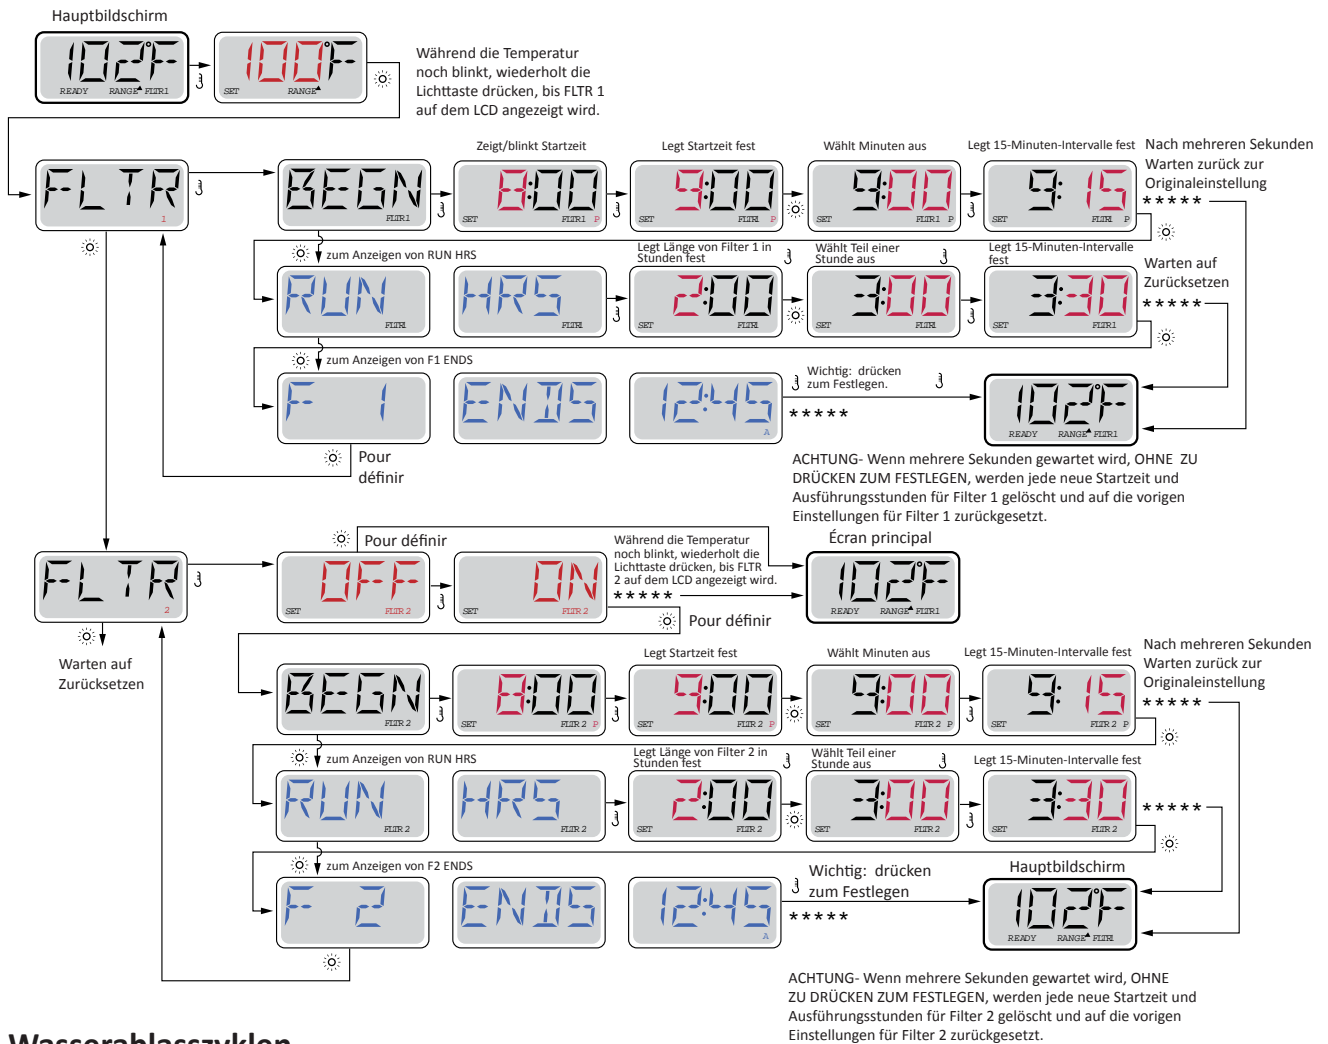 Hauptbildschirm
102°F
READY RANGE FLTR1
100°F
SET RANGE
Während die Temperatur
noch blinkt, wiederholt die
Lichttaste drücken, bis FLTR 1
auf dem LCD angezeigt wird.
Zeigt/blinkt Startzeit
Legt Startzeit fest
Wählt Minuten aus
Legt 15-Minuten-Intervalle fest
Nach mehreren Sekunden
Warten zurück zur
Originaleinstellung
*****
FLTR
1
BEGN
FLTR1
8:00
SET FLTR1 P
9:00
SET FLTR1 P
9:00
SET FLTR1 P
9:15
SET FLTR1 P
zum Anzeigen von RUN HRS
Legt Länge von Filter 1 in
Stunden fest
Wählt Teil einer
Stunde aus
Legt 15-Minuten-Intervalle
fest
Warten auf
Zurücksetzen
*****
RUN
FLTR1
HRS
FLTR1
2:00
SET FLTR1
3:00
SET FLTR1
3:30
SET FLTR1
zum Anzeigen von F1 ENDS
F 1
ENDS
12:45
A
Wichtig: drücken
zum Festlegen.
*****
102°F
READY RANGE FLTR1
Pour
définir
ACHTUNG- Wenn mehrere Sekunden gewartet wird, OHNE ZU
DRÜCKEN ZUM FESTLEGEN, werden jede neue Startzeit und
Ausführungsstunden für Filter 1 gelöscht und auf die vorigen
Einstellungen für Filter 1 zurückgesetzt.
Pour définir
Während die Temperatur
noch blinkt, wiederholt die
Lichttaste drücken, bis FLTR
2 auf dem LCD angezeigt wird.
*****
Écran principal
FLTR
2
OFF
SET FLTR 2
ON
SET FLTR 2
102°F
READY RANGE FLTR1
Pour définir
Warten auf
Zurücksetzen
Legt Startzeit fest
Wählt Minuten aus
Legt 15-Minuten-Intervalle fest
Nach mehreren Sekunden
Warten zurück zur
Originaleinstellung
*****
BEGN
FLTR 2
8:00
SET FLTR 2 P
9:00
SET FLTR 2 P
9:00
SET FLTR 2 P
9:15
SET FLTR 2 P
zum Anzeigen von RUN HRS
Legt Länge von Filter 2 in
Stunden fest
Wählt Teil einer
Stunde aus
Legt 15-Minuten-Intervalle fest
*****
RUN
FLTR 2
HRS
FLTR 2
2:00
SET FLTR 2
3:00
SET FLTR 2
3:30
SET FLTR 2
zum Anzeigen von F2 ENDS
F 2
ENDS
12:45
A
Wichtig: drücken
zum Festlegen
*****
Hauptbildschirm
102°F
READY RANGE FLTR1
ACHTUNG- Wenn mehrere Sekunden gewartet wird, OHNE
ZU DRÜCKEN ZUM FESTLEGEN, werden jede neue Startzeit und
Ausführungsstunden für Filter 2 gelöscht und auf die vorigen
Einstellungen für Filter 2 zurückgesetzt.
Wasserablasszyklen